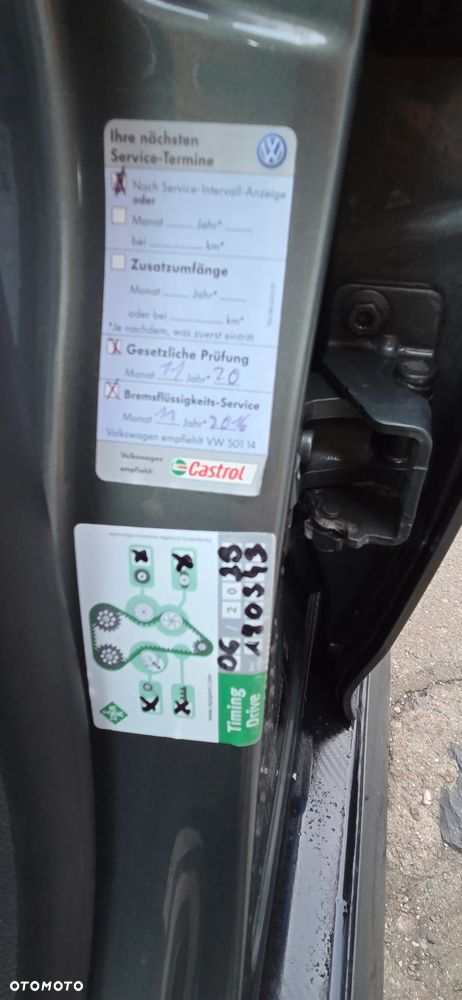 Ihre nächsten
Service-Termine
Nach Service-Intervall-Anzeige
oder
Monat Jahr*
bei km*
Zusatzumfänge
Monat Jahr*
oder bei km*
*Je nachdem, was zuerst eintritt
Gesetzliche Prüfung
Monat 11 Jahr* 20
Bremsflüssigkeits-Service
Monat 11 Jahr* 2016
Volkswagen empfiehlt VW 501 14
Volkswagen
empfiehlt
Castrol
06 20
190343
Timing
Drive
INA
OTOMOTO